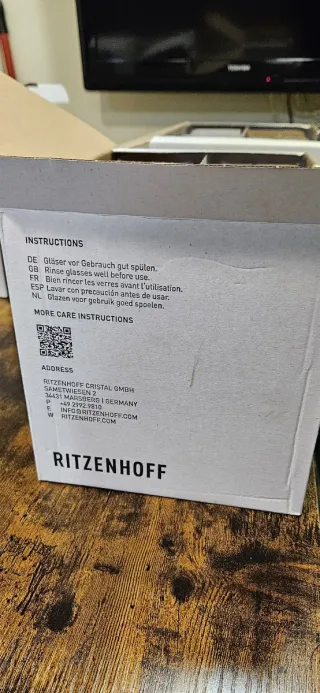 TOSHIBA
INSTRUCTIONS
DE Gläser vor Gebrauch gut spülen.
GB Rinse glasses well before use.
FR Bien rincer les verres avant l'utilisation.
ESP Lavar con precaución antes de usar.
NL Glazen voor gebruik goed spoelen.
MORE CARE INSTRUCTIONS
ADDRESS
RITZENHOFF CRISTAL GMBH
SAMETWIESEN 2
34431 MARSBERG | GERMANY
P +49 2992 9810
E INFO@RITZENHOFF.COM
W RITZENHOFF.COM
RITZENHOFF